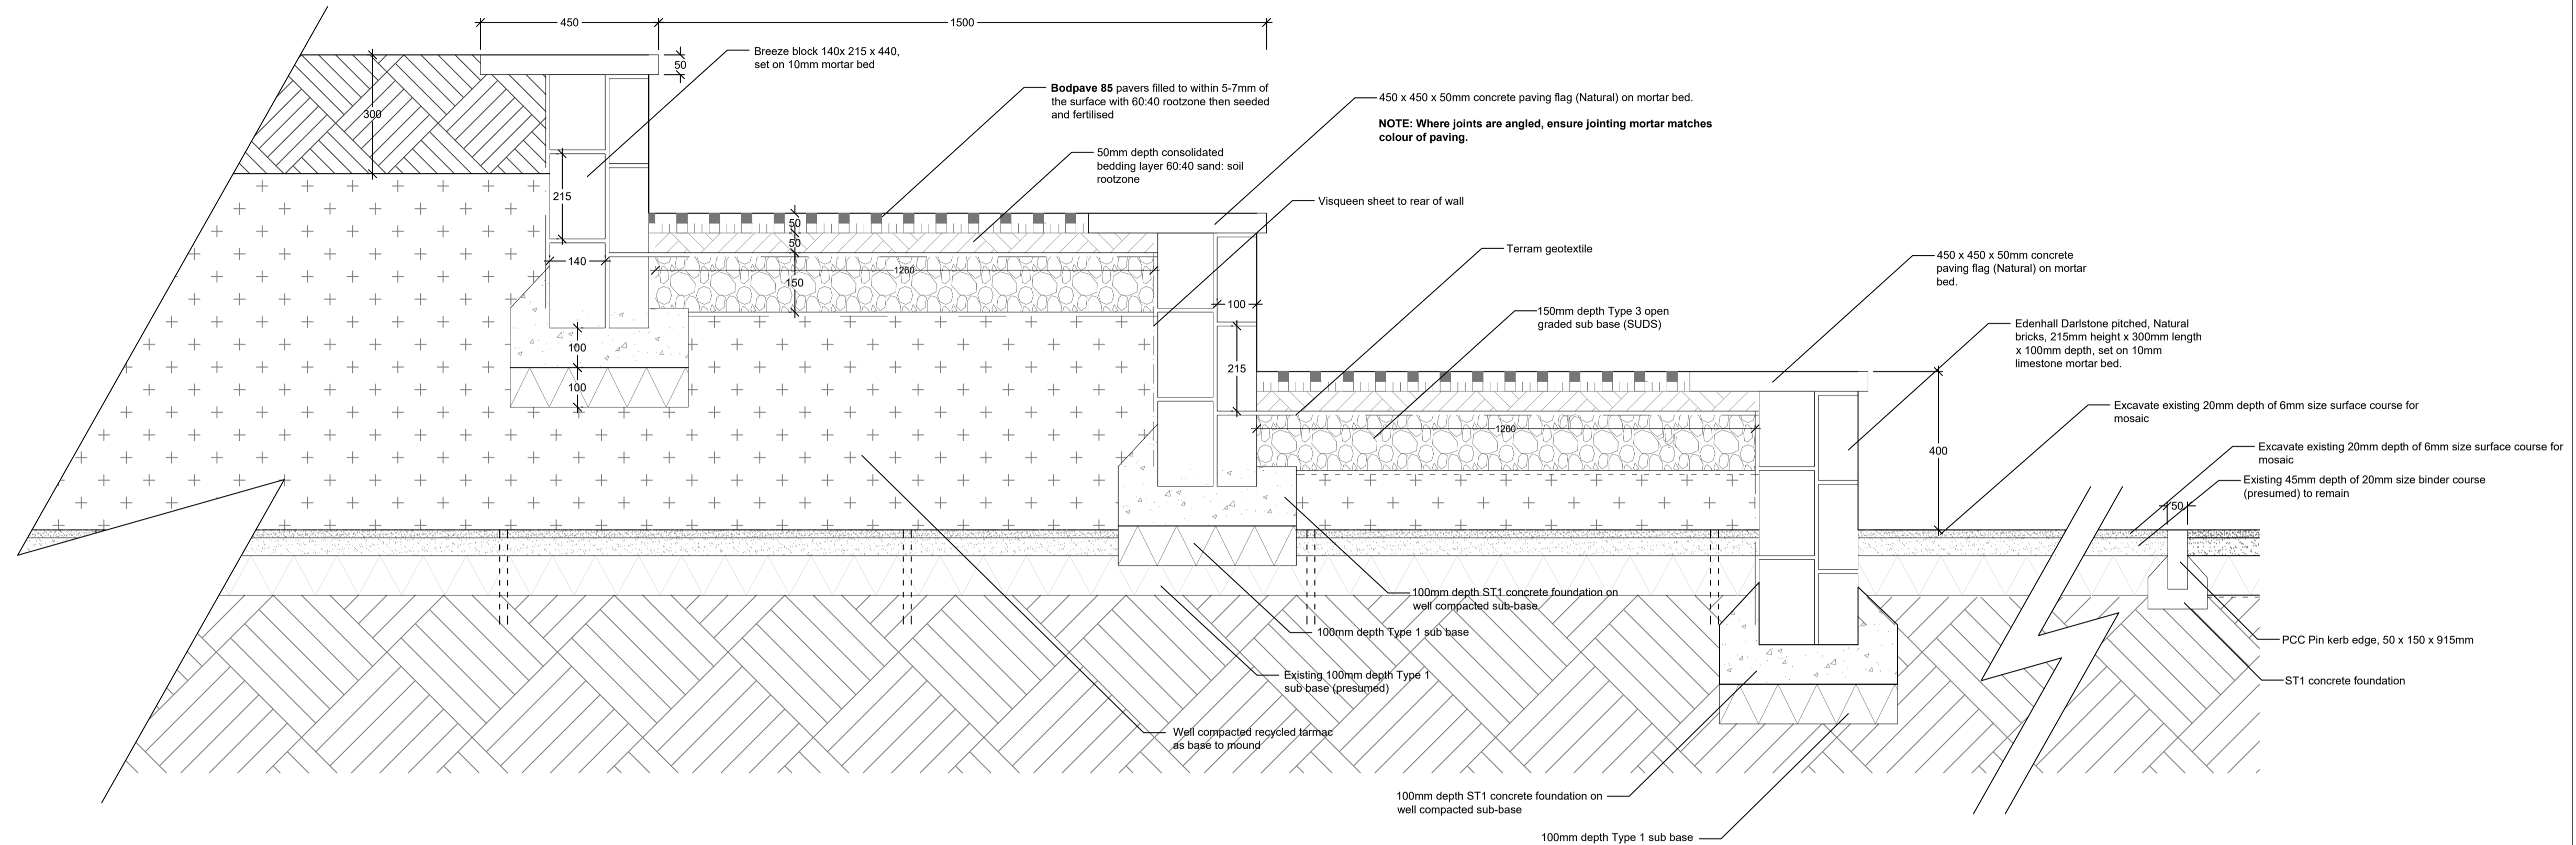 450
1500
Breeze block 140x 215 x 440,
set on 10mm mortar bed
50
300
Bodpave 85 pavers filled to within 5-7mm of
the surface with 60:40 rootzone then seeded
and fertilised
450 x 450 x 50mm concrete paving flag (Natural) on mortar bed.
NOTE: Where joints are angled, ensure jointing mortar matches
colour of paving.
50mm depth consolidated
bedding layer 60:40 sand: soil
rootzone
Visqueen sheet to rear of wall
215
50
50
140
1260
150
Terram geotextile
450 x 450 x 50mm concrete
paving flag (Natural) on mortar
bed.
100
150mm depth Type 3 open
graded sub base (SUDS)
Edenhall Darlstone pitched, Natural
bricks, 215mm height x 300mm length
x 100mm depth, set on 10mm
limestone mortar bed.
100
100
215
1260
400
Excavate existing 20mm depth of 6mm size surface course for
mosaic
Excavate existing 20mm depth of 6mm size surface course for
mosaic
Existing 45mm depth of 20mm size binder course
(presumed) to remain
50
100mm depth ST1 concrete foundation on
well compacted sub-base
100mm depth Type 1 sub base
Existing 100mm depth Type 1
sub base (presumed)
Well compacted recycled tarmac
as base to mound
PCC Pin kerb edge, 50 x 150 x 915mm
ST1 concrete foundation
100mm depth ST1 concrete foundation on
well compacted sub-base
100mm depth Type 1 sub base